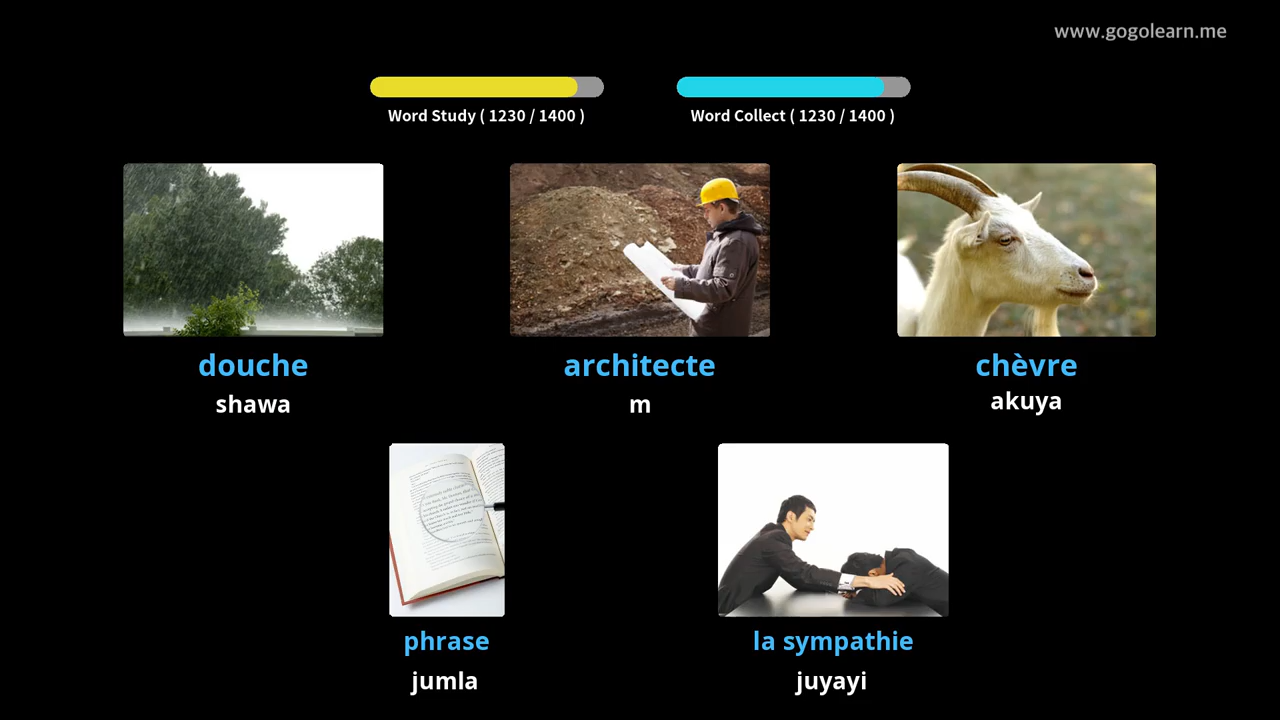 www.gogolearn.me
Word Study ( 1230 / 1400 )
Word Collect ( 1230 / 1400 )
douche
shawa
architecte
m
chèvre
akuya
phrase
jumla
la sympathie
juyayi